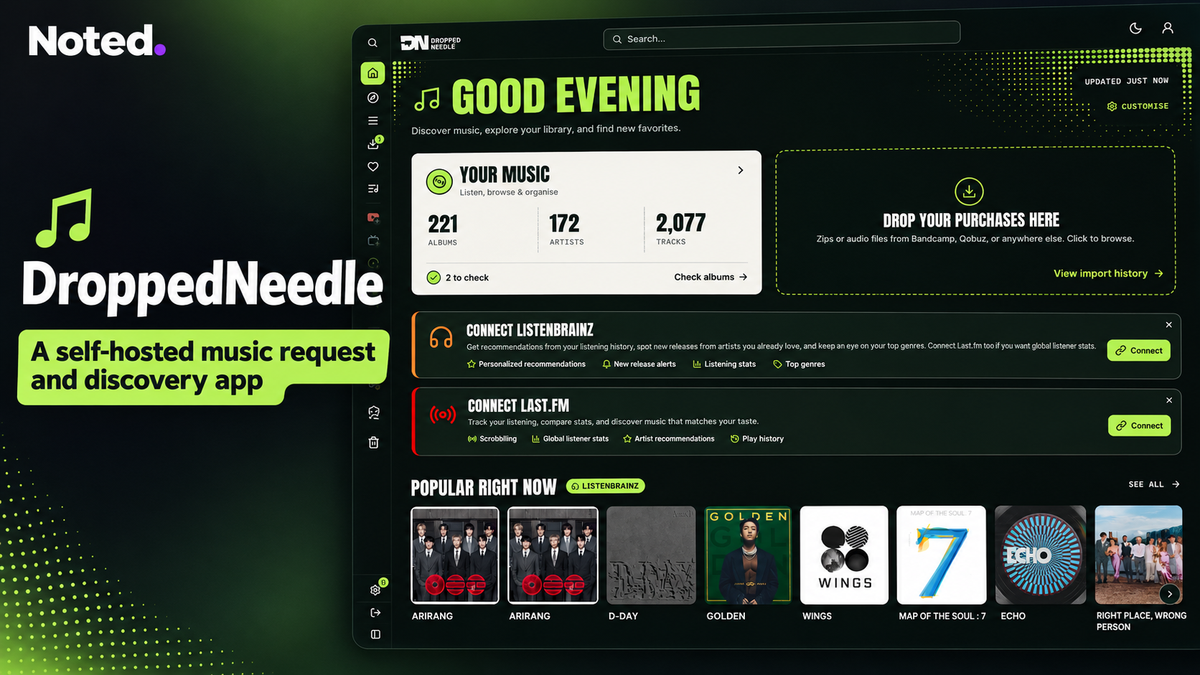 Noted.
DroppedNeedle
A self-hosted music request
and discovery app
DN DROPPED
NEEDLE
Search...
GOOD EVENING
Discover music, explore your library, and find new favorites.
UPDATED JUST NOW
CUSTOMISE
YOUR MUSIC
Listen, browse & organise
221
ALBUMS
172
ARTISTS
2,077
TRACKS
2 to check
Check albums →
DROP YOUR PURCHASES HERE
Zips or audio files from Bandcamp, Qobuz, or anywhere else. Click to browse.
View import history →
CONNECT LISTENBRAINZ
Get recommendations from your listening history, spot new releases from artists you already love, and keep an eye on your top genres. Connect Last.fm too if you want global listener stats.
Personalized recommendations
New release alerts
Listening stats
Top genres
Connect
CONNECT LAST.FM
Track your listening, compare stats, and discover music that matches your taste.
Scrobbling
Global listener stats
Artist recommendations
Play history
Connect
POPULAR RIGHT NOW
LISTENBRAINZ
SEE ALL →
GOLDEN
WINGS
MAP OF THE SOUL : 7
7
ECHO
ARIRANG
ARIRANG
D-DAY
GOLDEN
WINGS
MAP OF THE SOUL : 7
ECHO
RIGHT PLACE, WRONG
PERSON